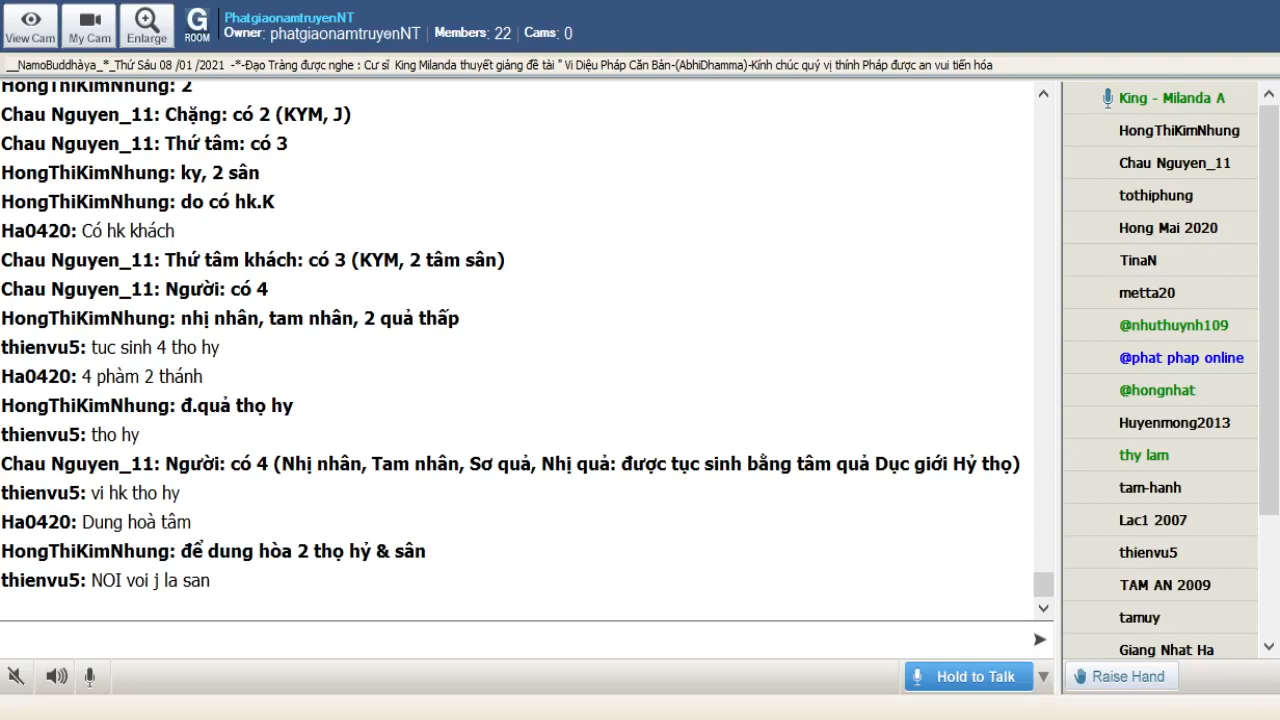 View Cam
My Cam
Enlarge
G
ROOM
PhatgiaonamtruyenNT
Owner: phatgiaonamtruyenNT | Members: 22 | Cams: 0
__NamoBuddhàya_*_Thứ Sáu 08 /01 /2021 -*-Đạo Tràng được nghe : Cư sĩ King Milanda thuyết giảng đề tài " Vi Diệu Pháp Căn Bản-(AbhiDhamma)-Kính chúc quý vị thính Pháp được an vui tiến hóa
HongThiKimNhung: 2
Chau Nguyen_11: Chặng: có 2 (KYM, J)
Chau Nguyen_11: Thứ tâm: có 3
HongThiKimNhung: ky, 2 sân
HongThiKimNhung: do có hk.K
Ha0420: Có hk khách
Chau Nguyen_11: Thứ tâm khách: có 3 (KYM, 2 tâm sân)
Chau Nguyen_11: Người: có 4
HongThiKimNhung: nhị nhân, tam nhân, 2 quả thấp
thienvu5: tuc sinh 4 tho hy
Ha0420: 4 phàm 2 thánh
HongThiKimNhung: đ.quả thọ hy
thienvu5: tho hy
Chau Nguyen_11: Người: có 4 (Nhị nhân, Tam nhân, Sơ quả, Nhị quả: được tục sinh bằng tâm quả Dục giới Hỷ thọ)
thienvu5: vi hk tho hy
Ha0420: Dung hoà tâm
HongThiKimNhung: để dung hòa 2 thọ hỷ & sân
thienvu5: NOI voi j la san
King - Milanda A
HongThiKimNhung
Chau Nguyen_11
tothiphung
Hong Mai 2020
TinaN
metta20
@nhuthuynh109
@phat phap online
@hongnhat
Huyenmong2013
thy lam
tam-hanh
Lac1 2007
thienvu5
TAM AN 2009
tamuy
Giang Nhat Ha
Hold to Talk
Raise Hand